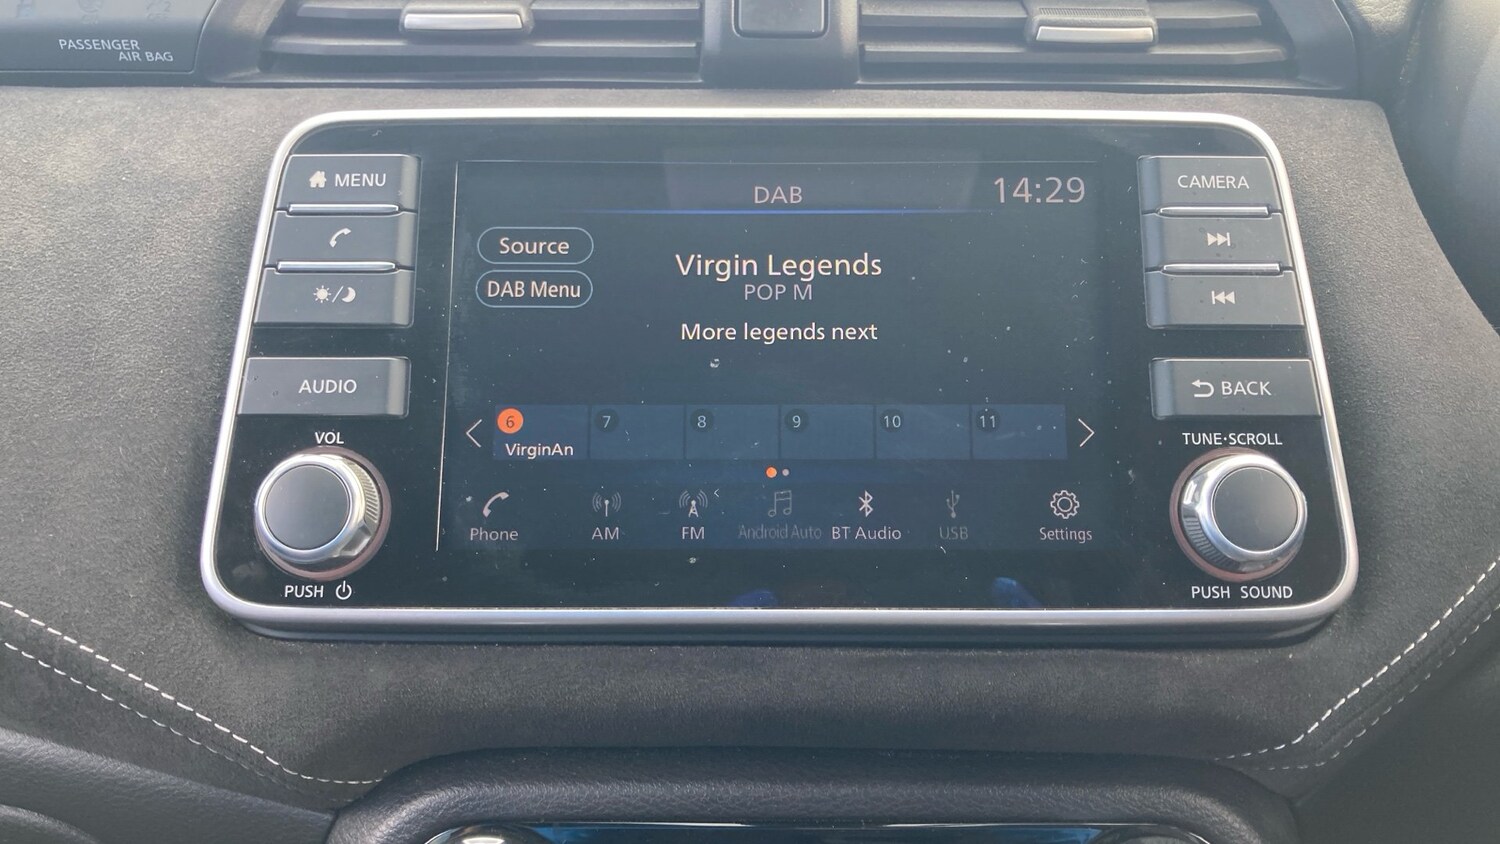 PASSENGER
AIR BAG
MENU
AUDIO
VOL
PUSH
DAB
14:29
Source
DAB Menu
Virgin Legends
POP M
More legends next
6
VirginAn
7
8
9
10
11
Phone
AM
FM
Android Auto
BT Audio
USB
Settings
CAMERA
BACK
TUNE·SCROLL
PUSH SOUND